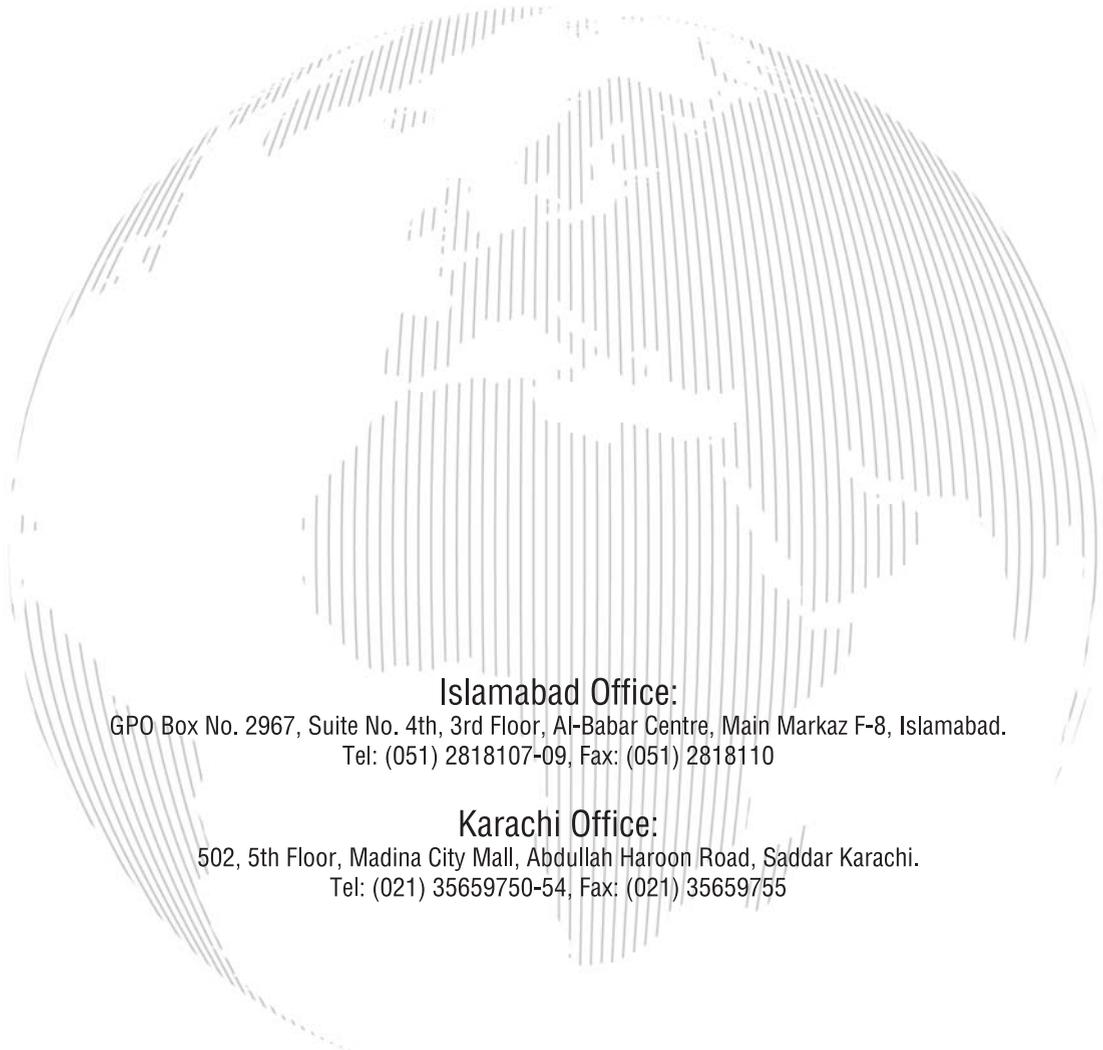 Islamabad Office:
GPO Box No. 2967, Suite No. 4th, 3rd Floor, Al-Babar Centre, Main Markaz F-8, Islamabad.
Tel: (051) 2818107-09, Fax: (051) 2818110
Karachi Office:
502, 5th Floor, Madina City Mall, Abdullah Haroon Road, Saddar Karachi.
Tel: (021) 35659750-54, Fax: (021) 35659755